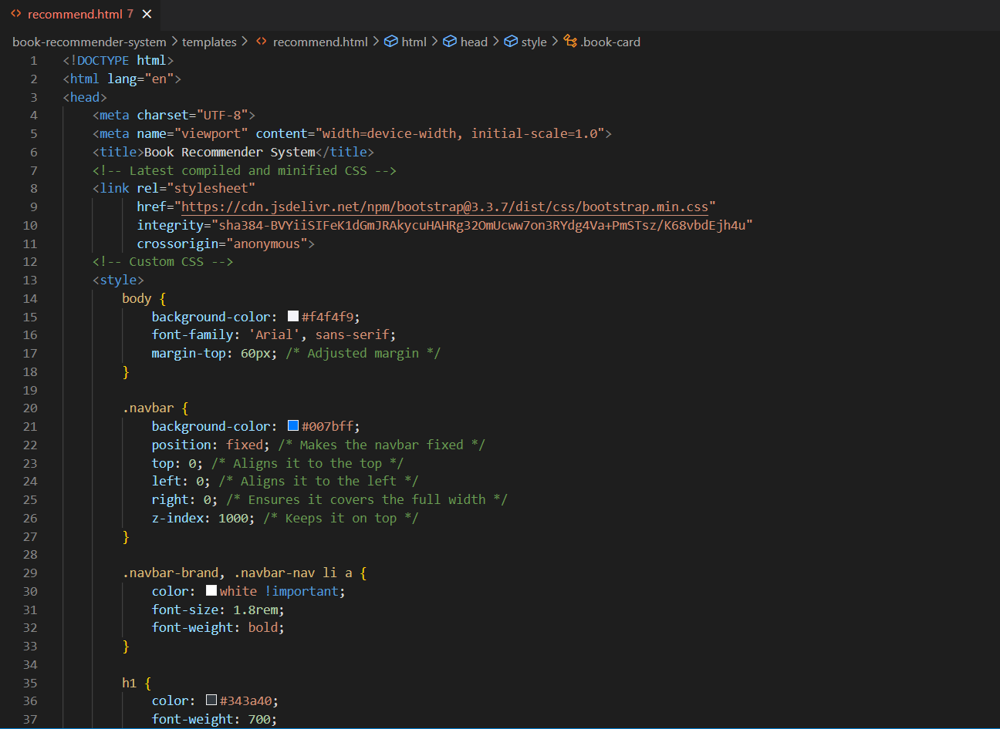 recommend.html 7
book-recommender-system > templates > recommend.html > html > head > style > .book-card
1 <!DOCTYPE html>
2 <html lang="en">
3 <head>
4 <meta charset="UTF-8">
5 <meta name="viewport" content="width=device-width, initial-scale=1.0">
6 <title>Book Recommender System</title>
7 <!-- Latest compiled and minified CSS -->
8 <link rel="stylesheet"
9 href="https://cdn.jsdelivr.net/npm/bootstrap@3.3.7/dist/css/bootstrap.min.css"
10 integrity="sha384-BVYiiSIFeK1dGmJRAkycuHAHRg32OmUcww7on3RYdg4Va+PmSTsz/K68vbdEjh4u"
11 crossorigin="anonymous">
12 <!-- Custom CSS -->
13 <style>
14 body {
15 background-color: #f4f4f9;
16 font-family: 'Arial', sans-serif;
17 margin-top: 60px; /* Adjusted margin */
18 }
19
20 .navbar {
21 background-color: #007bff;
22 position: fixed; /* Makes the navbar fixed */
23 top: 0; /* Aligns it to the top */
24 left: 0; /* Aligns it to the left */
25 right: 0; /* Ensures it covers the full width */
26 z-index: 1000; /* Keeps it on top */
27 }
28
29 .navbar-brand, .navbar-nav li a {
30 color: white !important;
31 font-size: 1.8rem;
32 font-weight: bold;
33 }
34
35 h1 {
36 color: #343a40;
37 font-weight: 700;